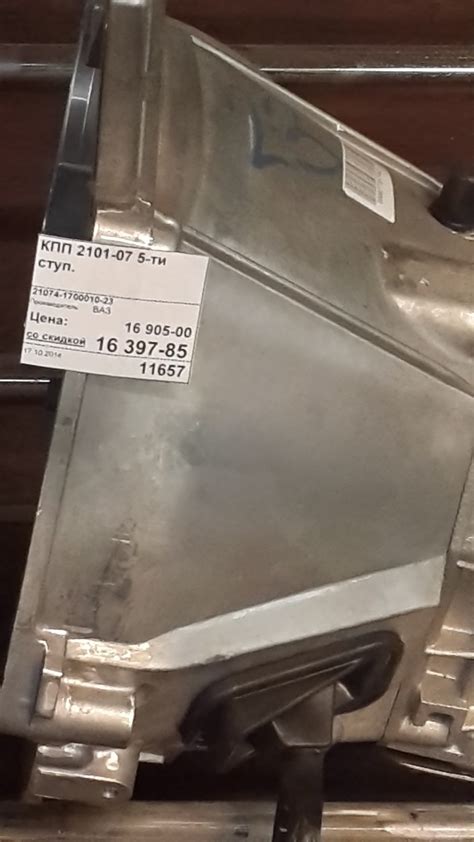 КПП 2101-07 5-ти
ступ.
21074-1700010-23
Производитель ВАЗ
Цена: 16 905-00
со скидкой 16 397-85
17.10.2014 11657